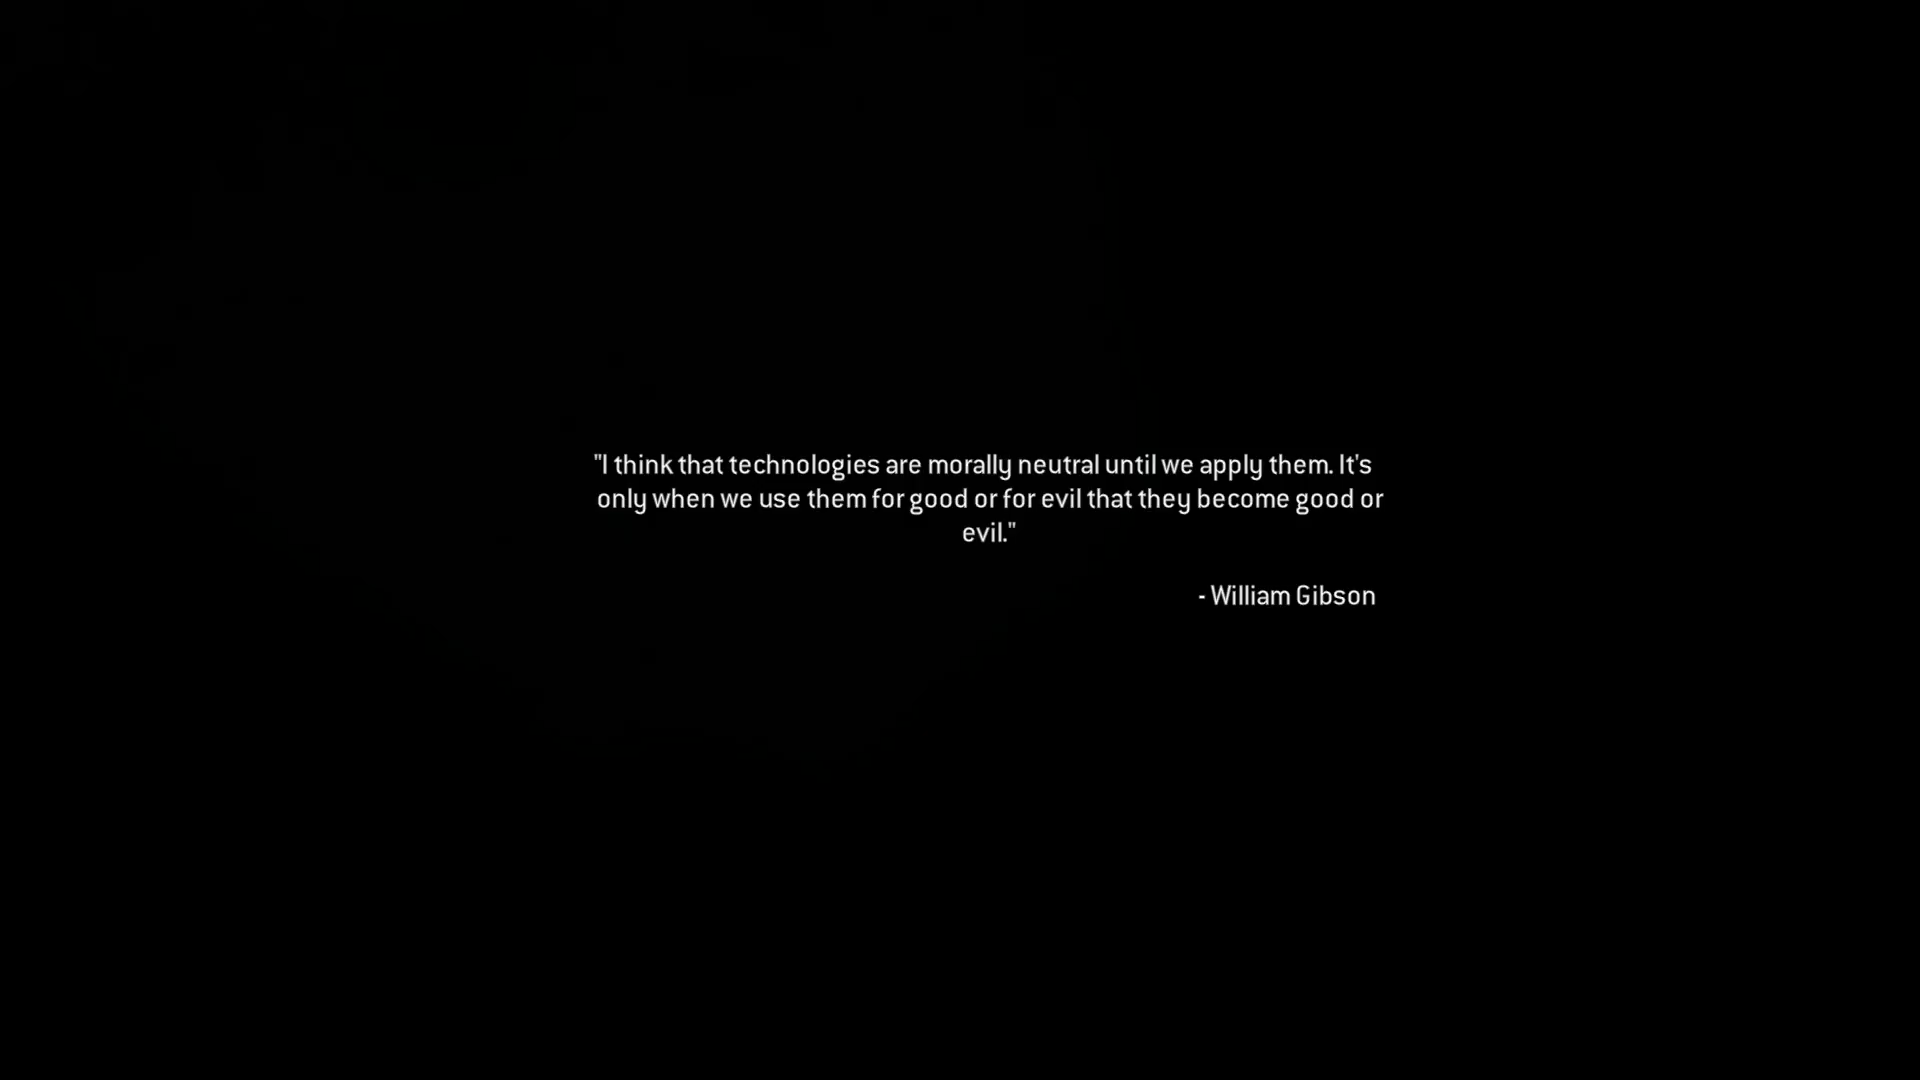 "I think that technologies are morally neutral until we apply them. It's
only when we use them for good or for evil that they become good or
evil."
- William Gibson